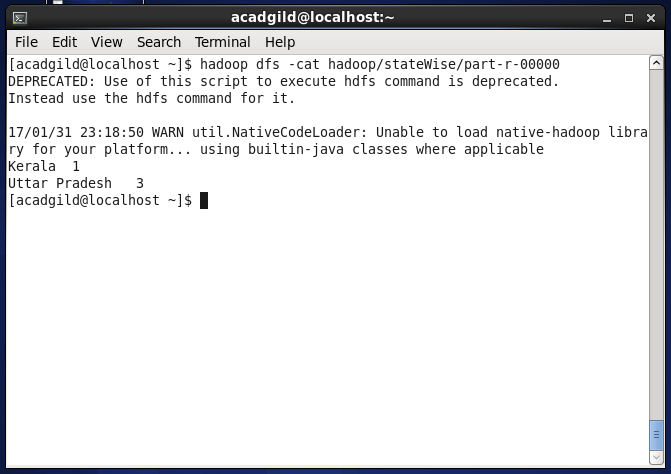 acadgild@localhost:~
File Edit View Search Terminal Help
[acadgild@localhost ~]$ hadoop dfs -cat hadoop/stateWise/part-r-00000
DEPRECATED: Use of this script to execute hdfs command is deprecated.
Instead use the hdfs command for it.
17/01/31 23:18:50 WARN util.NativeCodeLoader: Unable to load native-hadoop libra
ry for your platform... using builtin-java classes where applicable
Kerala  1
Uttar Pradesh   3
[acadgild@localhost ~]$